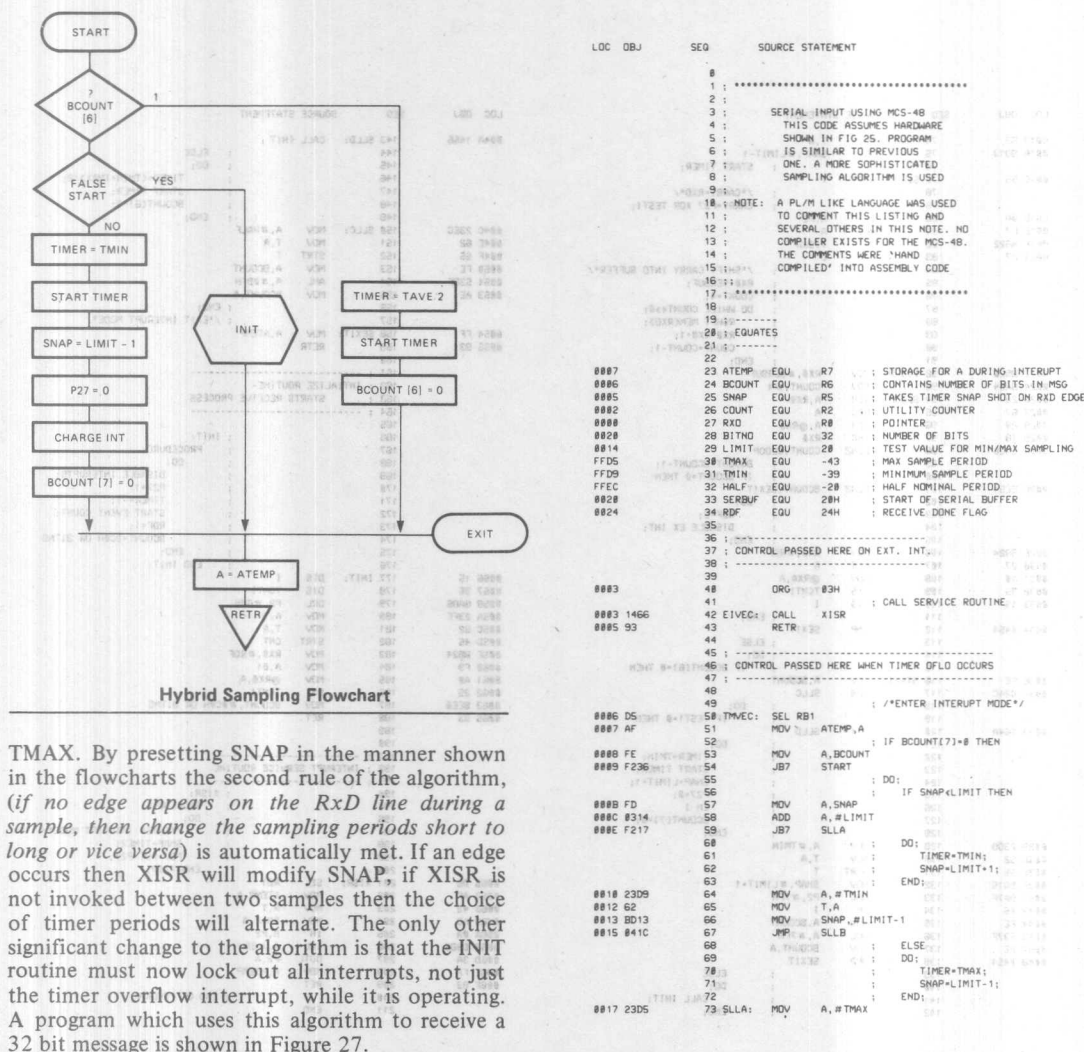 START
?
BCOUNT
[6]
1
FALSE
START
YES
NO
TIMER = TMIN
START TIMER
SNAP = LIMIT - 1
P27 = 0
CHARGE INT
BCOUNT [7] = 0
INIT
TIMER = TAVE 2
START TIMER
BCOUNT [6] = 0
EXIT
A = ATEMP
RETR
Hybrid Sampling Flowchart
TMAX. By presetting SNAP in the manner shown
in the flowcharts the second rule of the algorithm,
(if no edge appears on the RxD line during a
sample, then change the sampling periods short to
long or vice versa) is automatically met. If an edge
occurs then XISR will modify SNAP, if XISR is
not invoked between two samples then the choice
of timer periods will alternate. The only other
significant change to the algorithm is that the INIT
routine must now lock out all interrupts, not just
the timer overflow interrupt, while it is operating.
A program which uses this algorithm to receive a
32 bit message is shown in Figure 27.
LOC OBJ SEQ SOURCE STATEMENT
0
1 ; **************************************
2 ;
3 ; SERIAL INPUT USING MCS-48
4 ; THIS CODE ASSUMES HARDWARE
5 ; SHOWN IN FIG 25. PROGRAM
6 ; IS SIMILAR TO PREVIOUS
7 ; ONE. A MORE SOPHISTICATED
8 ; SAMPLING ALGORITHM IS USED
9 ;
10 ; NOTE: A PL/M LIKE LANGUAGE WAS USED
11 ; TO COMMENT THIS LISTING AND
12 ; SEVERAL OTHERS IN THIS NOTE. NO
13 ; COMPILER EXISTS FOR THE MCS-48.
14 ; THE COMMENTS WERE 'HAND
15 ; COMPILED' INTO ASSEMBLY CODE
16 ;;
17 ; **************************************
18
19 ; -------
20 ; EQUATES
21 ; -------
22
0007 23 ATEMP EQU R7 ; STORAGE FOR A DURING INTERUPT
0006 24 BCOUNT EQU R6 ; CONTAINS NUMBER OF BITS IN MSG
0005 25 SNAP EQU R5 ; TAKES TIMER SNAP SHOT ON RXD EDGE
0002 26 COUNT EQU R2 ; UTILITY COUNTER
0000 27 RXD EQU R0 ; POINTER
0020 28 BITNO EQU 32 ; NUMBER OF BITS
0014 29 LIMIT EQU 20 ; TEST VALUE FOR MIN/MAX SAMPLING
FFD5 30 TMAX EQU -43 ; MAX SAMPLE PERIOD
FFD9 31 TMIN EQU -39 ; MINIMUM SAMPLE PERIOD
FFEC 32 HALF EQU -20 ; HALF NOMINAL PERIOD
0020 33 SERBUF EQU 20H ; START OF SERIAL BUFFER
0024 34 RDF EQU 24H ; RECEIVE DONE FLAG
35
36 ; ----------------------------
37 ; CONTROL PASSED HERE ON EXT. INT.
38 ; ----------------------------
39
0003 40 ORG 03H
41 ; CALL SERVICE ROUTINE
0003 1466 42 EIVEC: CALL XISR
0005 93 43 RETR
44
45 ; ------------------------------------
46 ; CONTROL PASSED HERE WHEN TIMER OFLO OCCURS
47 ; ------------------------------------
48
49 ; /*ENTER INTERUPT MODE*/
0006 D5 50 TMVEC: SEL RB1
0007 AF 51 MOV ATEMP,A
52 ; IF BCOUNT[7]=0 THEN
0008 FE 53 MOV A,BCOUNT
0009 F236 54 JB7 START
55 ; DO;
56 ; IF SNAP<LIMIT THEN
000B FD 57 MOV A,SNAP
000C 0314 58 ADD A,#LIMIT
000E F217 59 JB7 SLLA
60 ; DO;
61 ; TIMER=TMIN;
62 ; SNAP=LIMIT+1;
63 ; END;
0010 23D9 64 MOV A,#TMIN
0012 62 65 MOV T,A
0013 BD13 66 MOV SNAP,#LIMIT-1
0015 041C 67 JMP SLLB
68 ; ELSE
69 ; DO;
70 ; TIMER=TMAX;
71 ; SNAP=LIMIT-1;
72 ; END;
0017 23D5 73 SLLA: MOV A,#TMAX